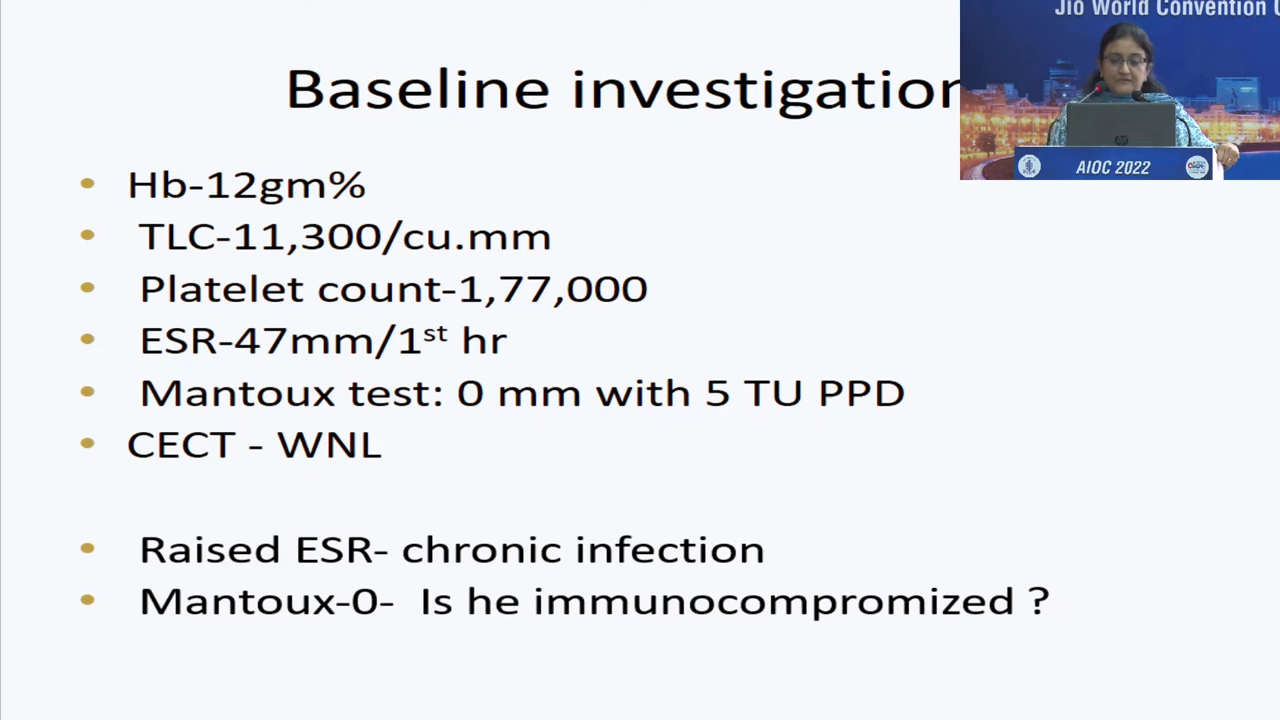 Jio World Convention
Baseline investigation
Hb-12gm%
TLC-11,300/cu.mm
Platelet count-1,77,000
ESR-47mm/1st hr
Mantoux test: 0 mm with 5 TU PPD
CECT - WNL
Raised ESR- chronic infection
Mantoux-0- Is he immunocompromized ?
AIOC 2022
hp